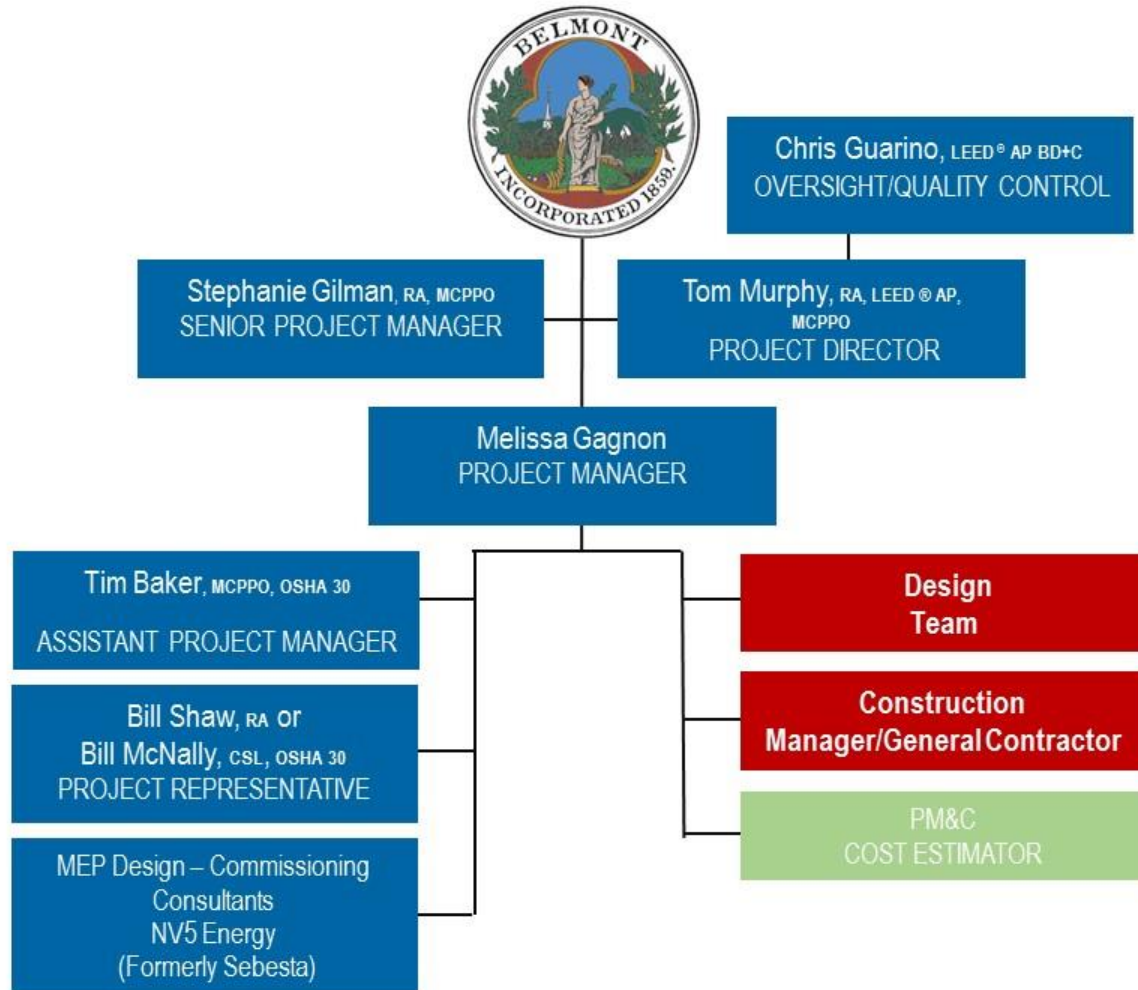 BELMONT
INCORPORATED 1859.
Chris Guarino, LEED ® AP BD+C
OVERSIGHT/QUALITY CONTROL
Stephanie Gilman, RA, MCPPO
SENIOR PROJECT MANAGER
Tom Murphy, RA, LEED ® AP,
MCPPO
PROJECT DIRECTOR
Melissa Gagnon
PROJECT MANAGER
Tim Baker, MCPPO, OSHA 30
ASSISTANT PROJECT MANAGER
Bill Shaw, RA or
Bill McNally, CSL, OSHA 30
PROJECT REPRESENTATIVE
MEP Design – Commissioning
Consultants
NV5 Energy
(Formerly Sebesta)
Design
Team
Construction
Manager/General Contractor
PM&C
COST ESTIMATOR